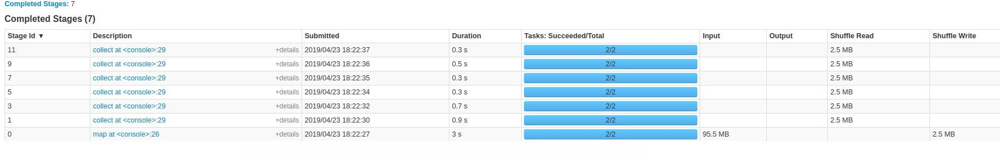 Completed Stages: 7
Completed Stages (7)
Stage Id ▼ Description Submitted Duration Tasks: Succeeded/Total Input Output Shuffle Read Shuffle Write
11 collect at <console>:29 +details 2019/04/23 18:22:37 0.3 s 2/2 2.5 MB
9 collect at <console>:29 +details 2019/04/23 18:22:36 0.5 s 2/2 2.5 MB
7 collect at <console>:29 +details 2019/04/23 18:22:35 0.3 s 2/2 2.5 MB
5 collect at <console>:29 +details 2019/04/23 18:22:34 0.3 s 2/2 2.5 MB
3 collect at <console>:29 +details 2019/04/23 18:22:32 0.7 s 2/2 2.5 MB
1 collect at <console>:29 +details 2019/04/23 18:22:30 0.9 s 2/2 2.5 MB
0 map at <console>:26 +details 2019/04/23 18:22:27 3 s 2/2 95.5 MB 2.5 MB